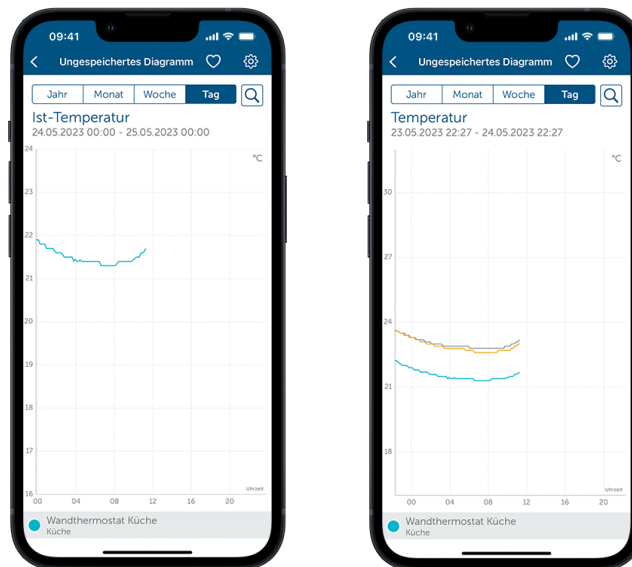 09:41
Ungespeichertes Diagramm
Jahr Monat Woche Tag
Ist-Temperatur
24.05.2023 00:00 - 25.05.2023 00:00
°C
24
23
22
21
20
19
18
17
16
Uhrzeit
00 04 08 12 16 20
Wandthermostat Küche
Küche
09:41
Ungespeichertes Diagramm
Jahr Monat Woche Tag
Temperatur
23.05.2023 22:27 - 24.05.2023 22:27
°C
30
27
24
21
18
Uhrzeit
00 04 08 12 16 20
Wandthermostat Küche
Küche